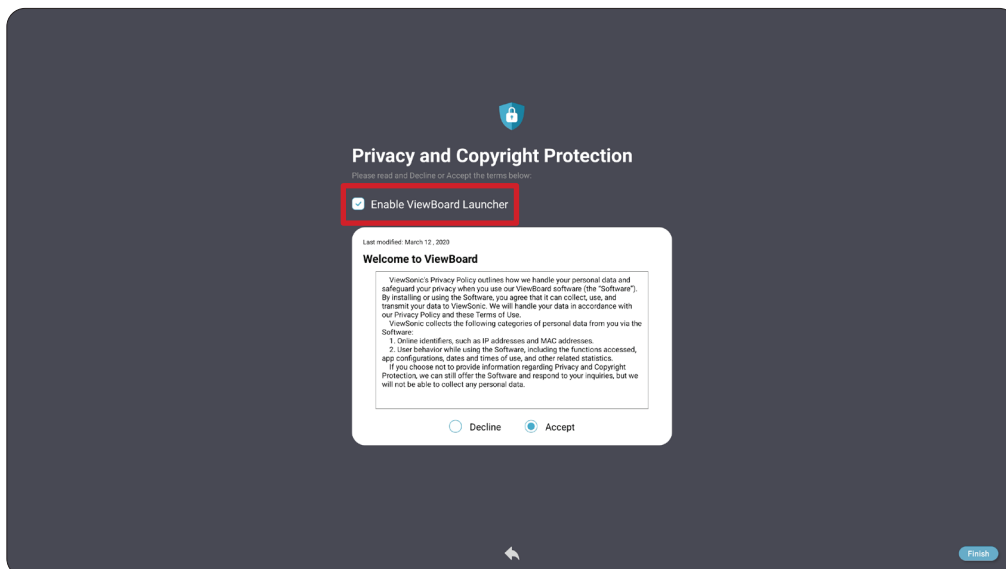 Privacy and Copyright Protection
Please read and Decline or Accept the terms below:
Enable ViewBoard Launcher
Last modified: March 12 , 2020
Welcome to ViewBoard
ViewSonic's Privacy Policy outlines how we handle your personal data and
safeguard your privacy when you use our ViewBoard software (the “Software”).
By installing or using the Software, you agree that it can collect, use, and
transmit your data to ViewSonic. We will handle your data in accordance with
our Privacy Policy and these Terms of Use.
ViewSonic collects the following categories of personal data from you via the
Software:
1. Online identifiers, such as IP addresses and MAC addresses.
2. User behavior while using the Software, including the functions accessed,
app configurations, dates and times of use, and other related statistics.
If you choose not to provide information regarding Privacy and Copyright
Protection, we can still offer the Software and respond to your inquiries, but we
will not be able to collect any personal data.
Decline Accept
Finish